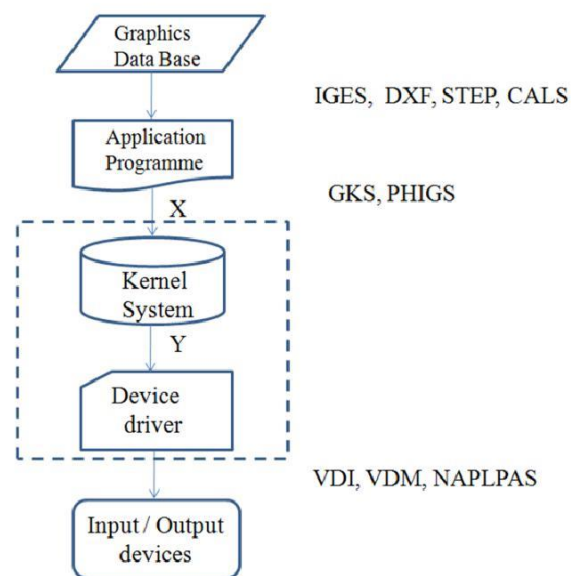 Graphics
Data Base
IGES, DXF, STEP, CALS
Application
Programme
GKS, PHIGS
X
Kernel
System
Y
Device
driver
VDI, VDM, NAPLPAS
Input / Output
devices